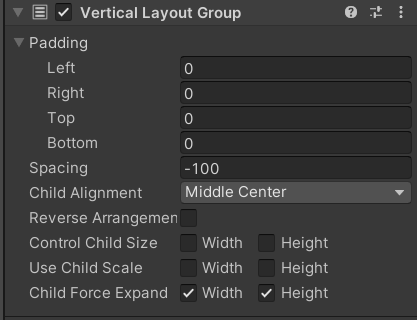 Vertical Layout Group
Padding
Left 0
Right 0
Top 0
Bottom 0
Spacing -100
Child Alignment Middle Center
Reverse Arrangemen
Control Child Size Width Height
Use Child Scale Width Height
Child Force Expand Width Height